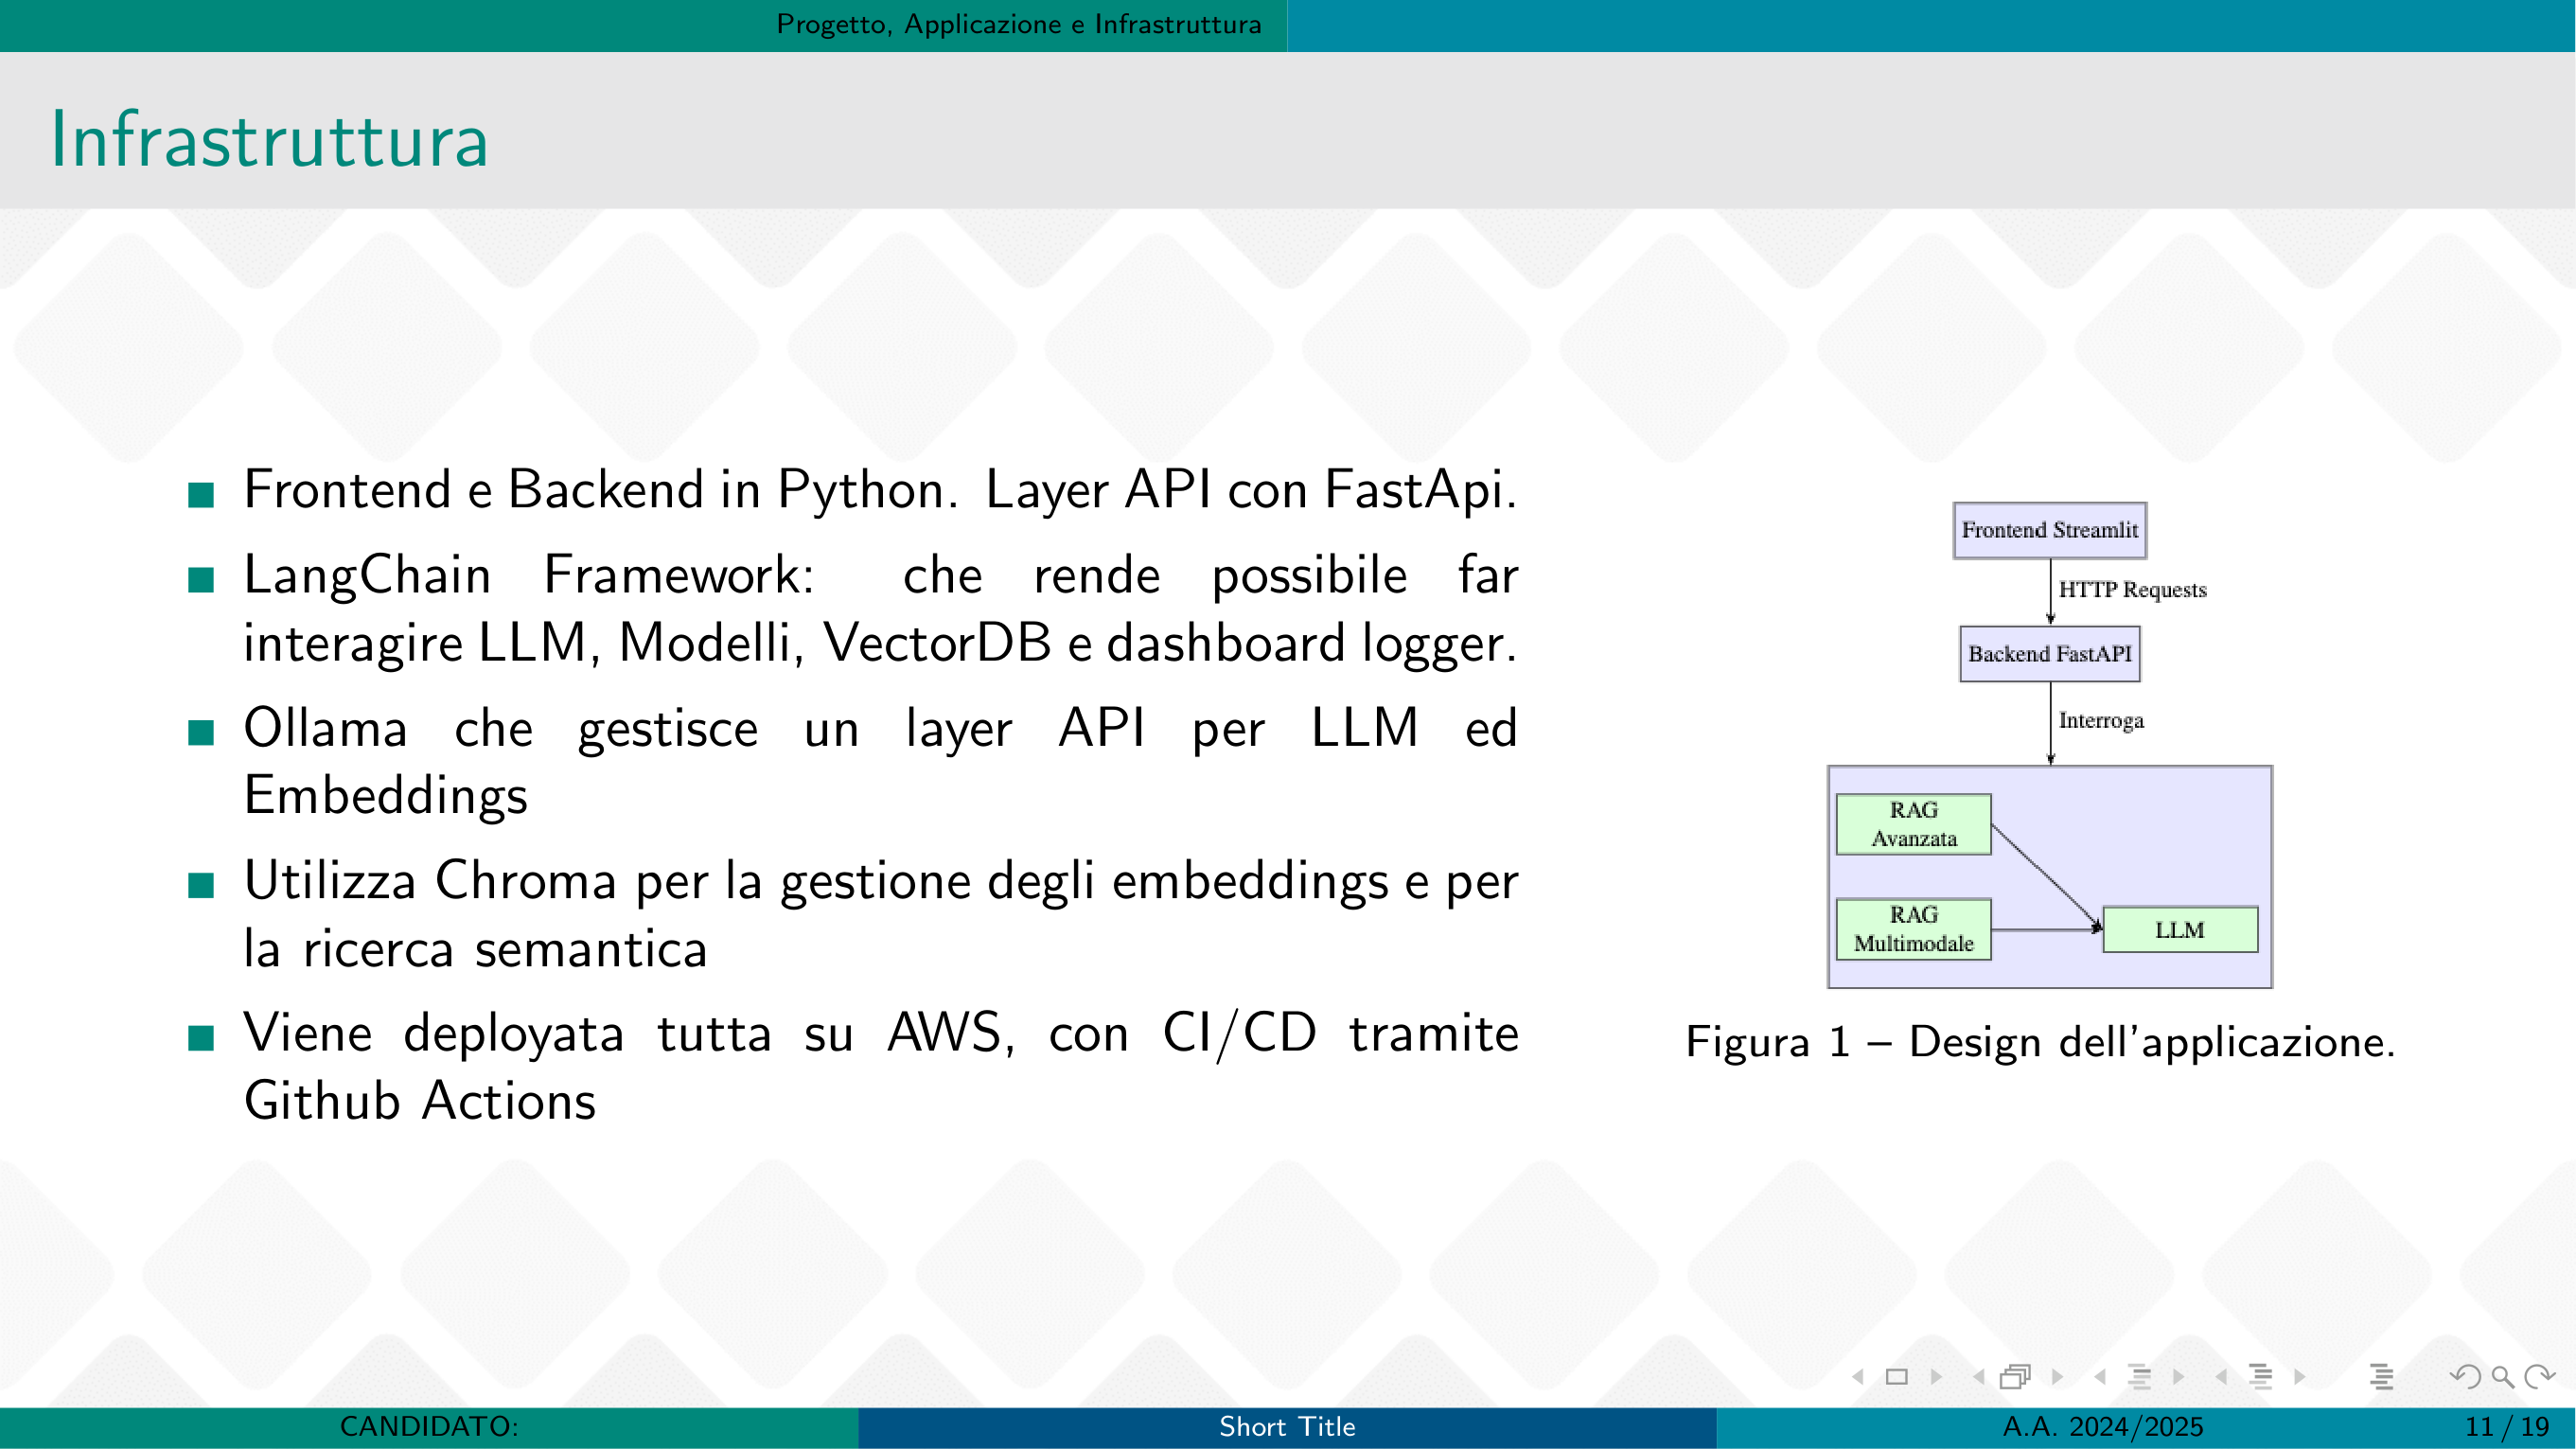 Progetto, Applicazione e Infrastruttura
Infrastruttura
Frontend e Backend in Python. Layer API con FastApi.
LangChain Framework: che rende possibile far
interagire LLM, Modelli, VectorDB e dashboard logger.
Ollama che gestisce un layer API per LLM ed
Embeddings
Utilizza Chroma per la gestione degli embeddings e per
la ricerca semantica
Viene deployata tutta su AWS, con CI/CD tramite
Github Actions
Frontend Streamlit
HTTP Requests
Backend FastAPI
Interroga
RAG
Avanzata
RAG
Multimodale
LLM
Figura 1 – Design dell'applicazione.
CANDIDATO:
Short Title
A.A. 2024/2025
11 / 19